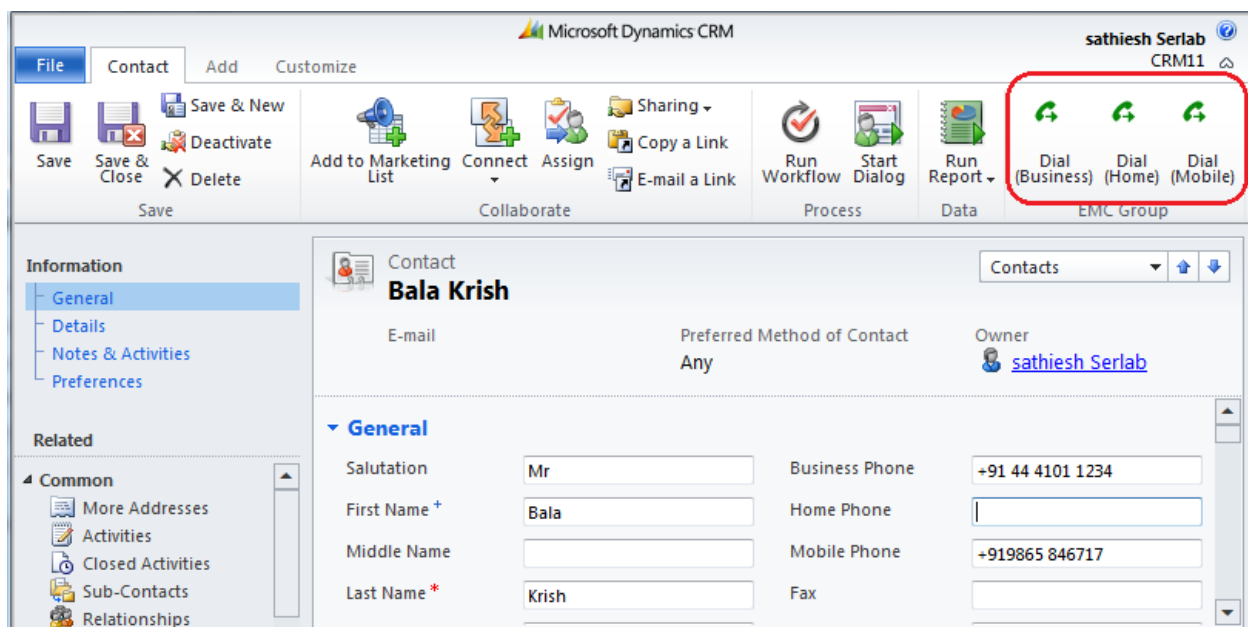 Microsoft Dynamics CRM
sathiesh Serlab
CRM11
File
Contact
Add
Customize
Save
Save & Close
Save & New
Deactivate
Delete
Save
Add to Marketing List
Connect
Assign
Sharing
Copy a Link
E-mail a Link
Collaborate
Run Workflow
Start Dialog
Process
Run Report
Data
Dial (Business)
Dial (Home)
Dial (Mobile)
EMC Group
Information
General
Details
Notes & Activities
Preferences
Related
Common
More Addresses
Activities
Closed Activities
Sub-Contacts
Relationships
Contact
Bala Krish
Contacts
E-mail
Preferred Method of Contact
Any
Owner
sathiesh Serlab
General
Salutation Mr Business Phone +91 44 4101 1234
First Name + Bala Home Phone
Middle Name Mobile Phone +919865 846717
Last Name * Krish Fax